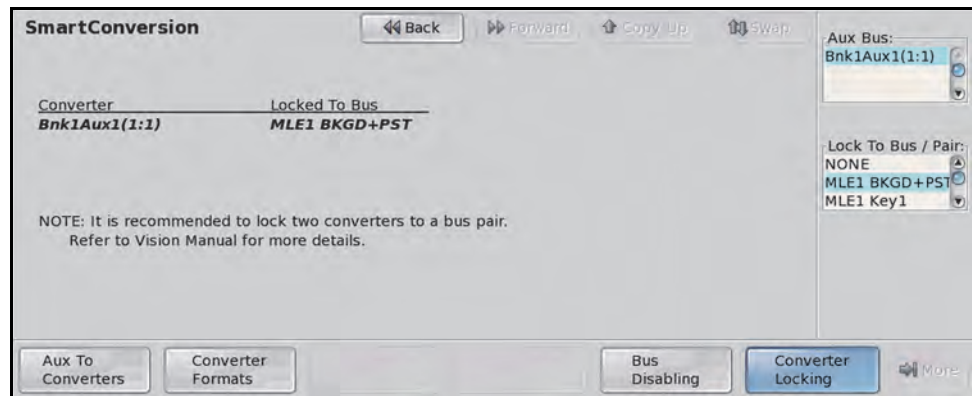 SmartConversion
Back
Forward
Copy Up
Swap
Converter Locked To Bus
Bnk1Aux1(1:1) MLE1 BKGD+PST
NOTE: It is recommended to lock two converters to a bus pair.
Refer to Vision Manual for more details.
Aux Bus:
Bnk1Aux1(1:1)
Lock To Bus / Pair:
NONE
MLE1 BKGD+PST
MLE1 Key1
Aux To
Converters
Converter
Formats
Bus
Disabling
Converter
Locking
More